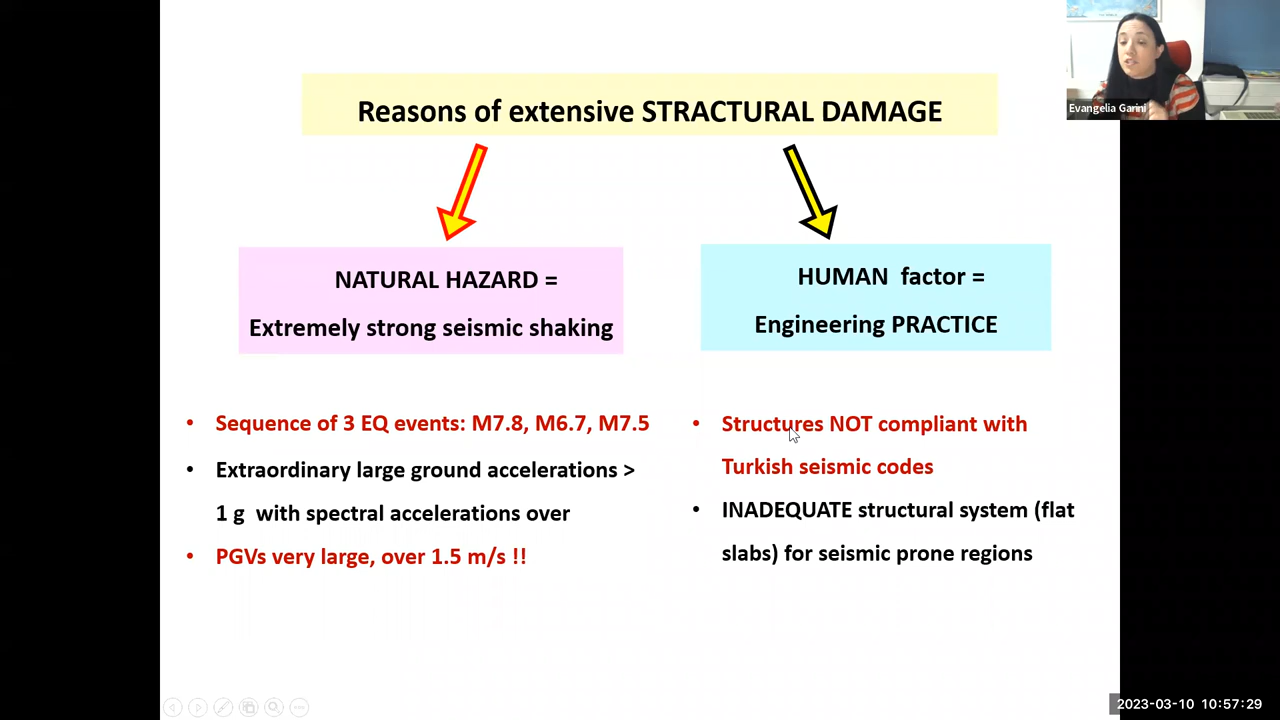 Evangelia Garini
Reasons of extensive STRACTURAL DAMAGE
NATURAL HAZARD =
Extremely strong seismic shaking
HUMAN factor =
Engineering PRACTICE
• Sequence of 3 EQ events: M7.8, M6.7, M7.5
• Extraordinary large ground accelerations >
1 g with spectral accelerations over
• PGVs very large, over 1.5 m/s !!
• Structures NOT compliant with
Turkish seismic codes
• INADEQUATE structural system (flat
slabs) for seismic prone regions
2023-03-10 10:57:29